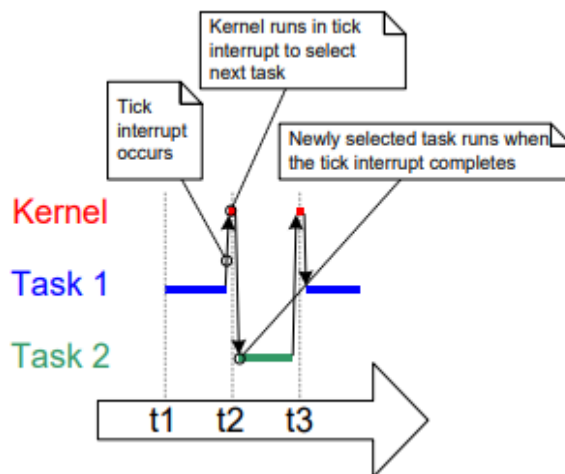 Kernel runs in tick
interrupt to select
next task
Tick
interrupt
occurs
Newly selected task runs when
the tick interrupt completes
Kernel
Task 1
Task 2
t1 t2 t3